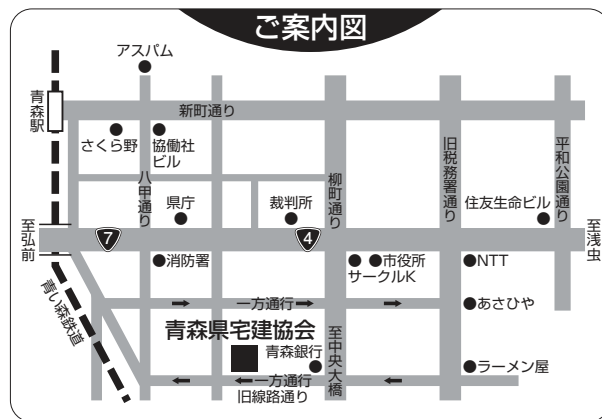 ご案内図
アスパム
青森駅
新町通り
さくら野
協働社
ビル
八甲通り
県庁
裁判所
柳町通り
旧税務署通り
平和公園通り
住友生命ビル
至弘前
7
4
至浅虫
消防署
市役所
サークルK
NTT
青い森鉄道
一方通行
あさひや
青森県宅建協会
青森銀行
至中央大橋
ラーメン屋
一方通行
旧線路通り